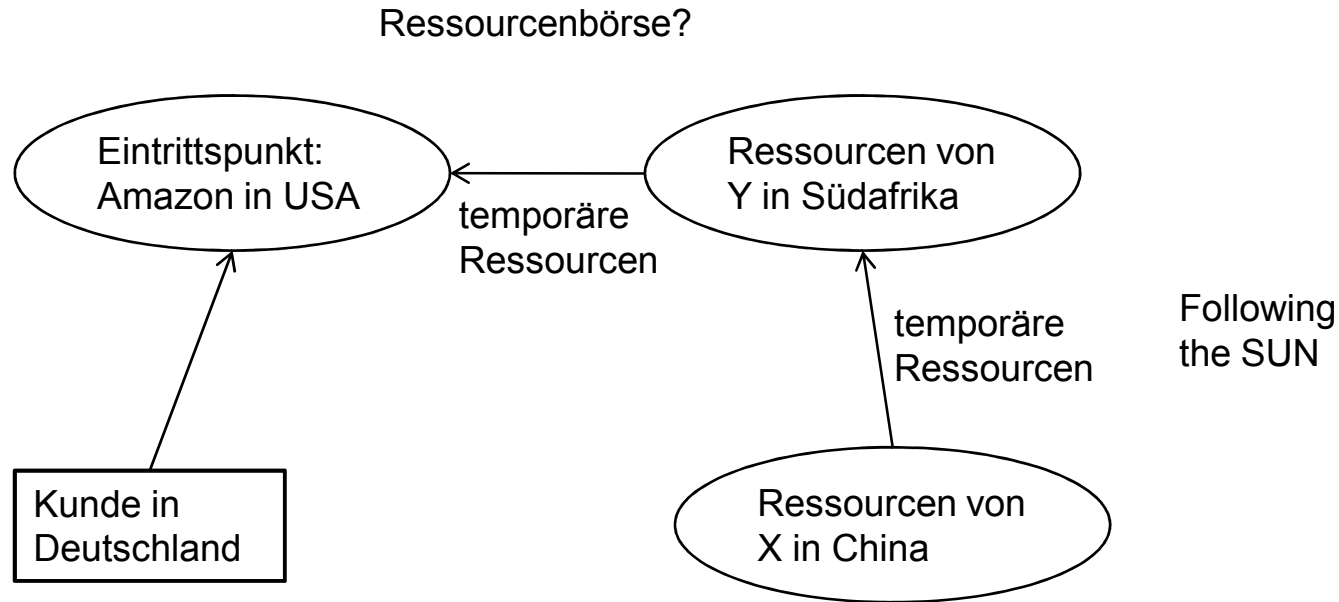 Ressourcenbörse?
Eintrittspunkt:
Amazon in USA
Ressourcen von
Y in Südafrika
temporäre
Ressourcen
temporäre
Ressourcen
Following
the SUN
Kunde in
Deutschland
Ressourcen von
X in China